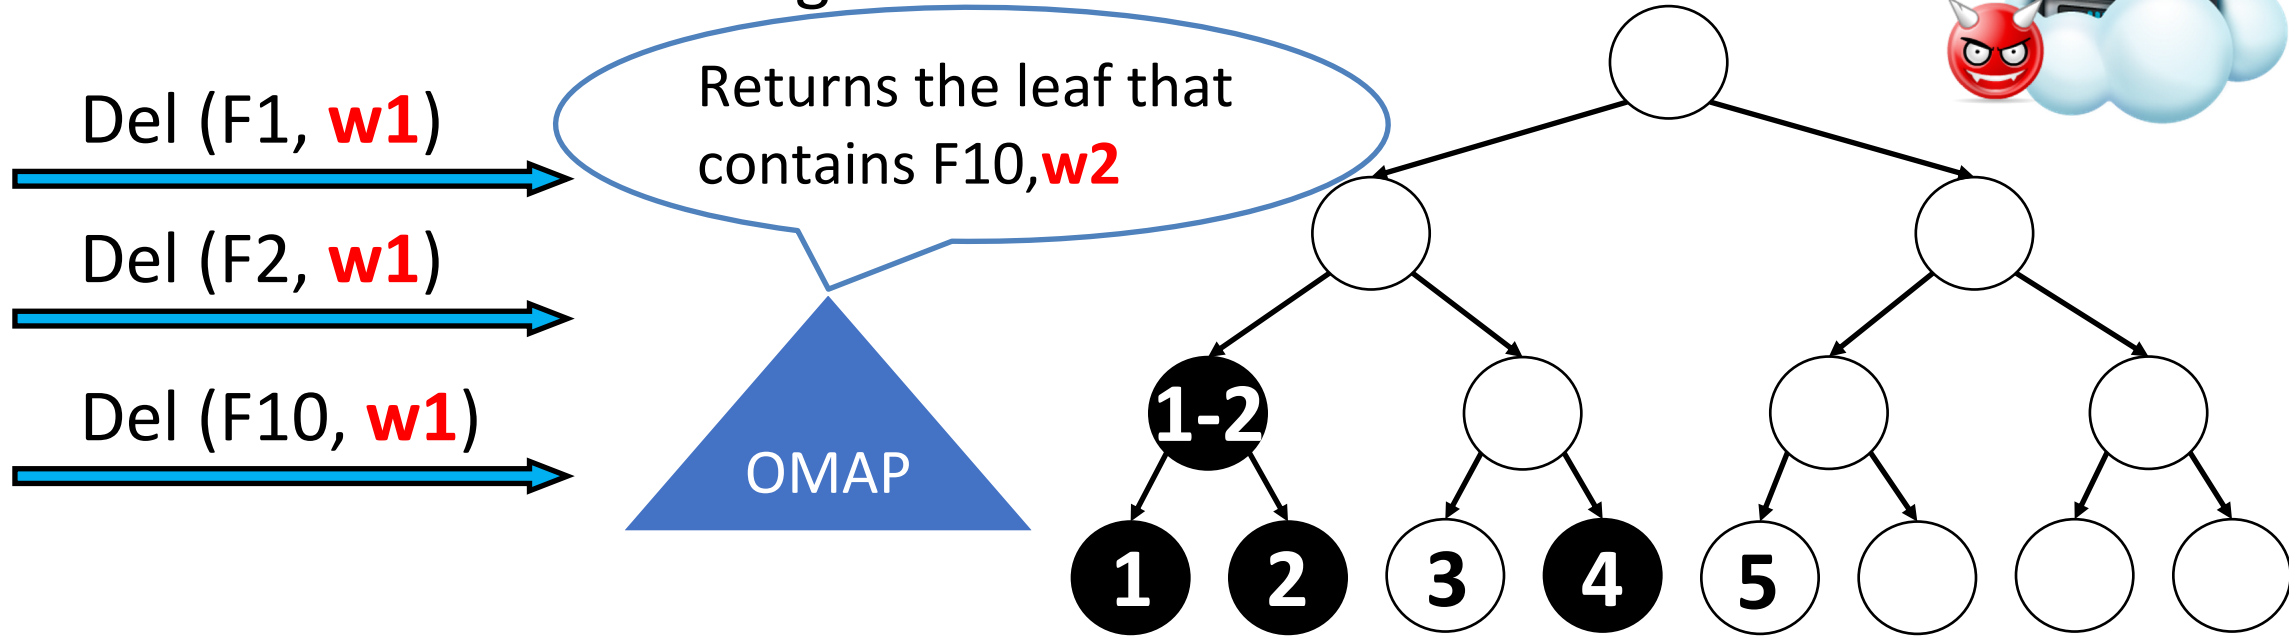 Del (F1, w1)
Del (F2, w1)
Del (F10, w1)
Returns the leaf that
contains F10,w2
OMAP
1-2
1 2 3 4 5